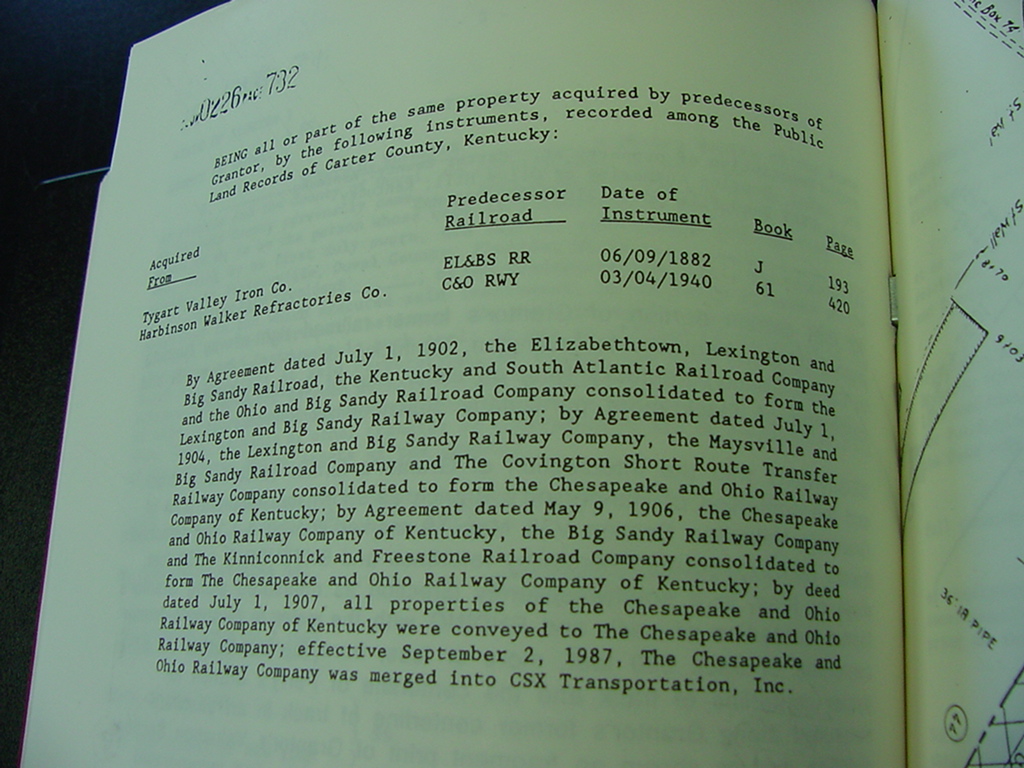 0226 732
BEING all or part of the same property acquired by predecessors of
Grantor, by the following instruments, recorded among the Public
Land Records of Carter County, Kentucky:
Acquired From Predecessor Railroad Date of Instrument Book Page
Tygart Valley Iron Co. EL&BS RR 06/09/1882 J 193
Harbinson Walker Refractories Co. C&O RWY 03/04/1940 61 420
By Agreement dated July 1, 1902, the Elizabethtown, Lexington and
Big Sandy Railroad, the Kentucky and South Atlantic Railroad Company
and the Ohio and Big Sandy Railroad Company consolidated to form the
Lexington and Big Sandy Railway Company; by Agreement dated July 1,
1904, the Lexington and Big Sandy Railway Company, the Maysville and
Big Sandy Railroad Company and The Covington Short Route Transfer
Railway Company consolidated to form the Chesapeake and Ohio Railway
Company of Kentucky; by Agreement dated May 9, 1906, the Chesapeake
and Ohio Railway Company of Kentucky, the Big Sandy Railway Company
and The Kinniconnick and Freestone Railroad Company consolidated to
form The Chesapeake and Ohio Railway Company of Kentucky; by deed
dated July 1, 1907, all properties of the Chesapeake and Ohio
Railway Company of Kentucky were conveyed to The Chesapeake and Ohio
Railway Company; effective September 2, 1987, The Chesapeake and
Ohio Railway Company was merged into CSX Transportation, Inc.
Box 74
8+70
9+03
36" IR PIPE
77